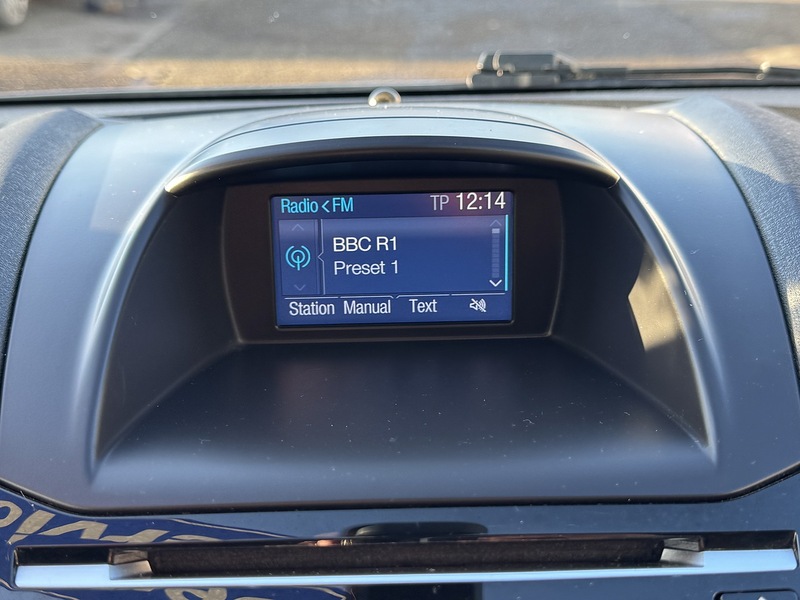 Radio < FM TP 12:14
BBC R1
Preset 1
Station Manual Text